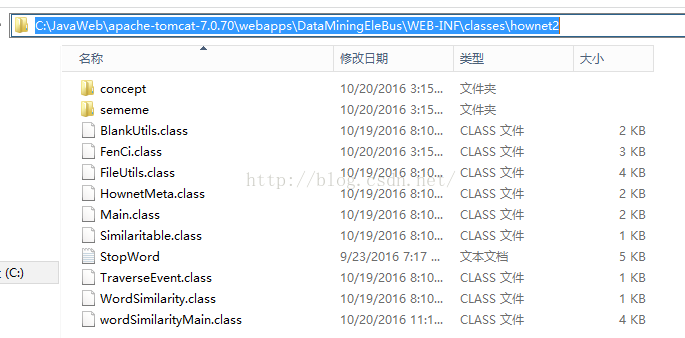 C:\JavaWeb\apache-tomcat-7.0.70\webapps\DataMiningEleBus\WEB-INF\classes\hownet2
名称 修改日期 类型 大小
concept 10/20/2016 3:15... 文件夹
sememe 10/20/2016 3:15... 文件夹
BlankUtils.class 10/19/2016 8:10... CLASS 文件 2 KB
FenCi.class 10/20/2016 3:15... CLASS 文件 3 KB
FileUtils.class 10/19/2016 8:10... CLASS 文件 4 KB
http://blog.csdn.net/
HownetMeta.class 10/19/2016 8:10... CLASS 文件 2 KB
Main.class 10/19/2016 8:10... CLASS 文件 2 KB
Similaritable.class 10/19/2016 8:10... CLASS 文件 1 KB
StopWord 9/23/2016 7:17 ... 文本文档 5 KB
(C:) TraverseEvent.class 10/19/2016 8:10... CLASS 文件 1 KB
WordSimilarity.class 10/19/2016 8:10... CLASS 文件 1 KB
wordSimilarityMain.class 10/20/2016 11:1... CLASS 文件 4 KB